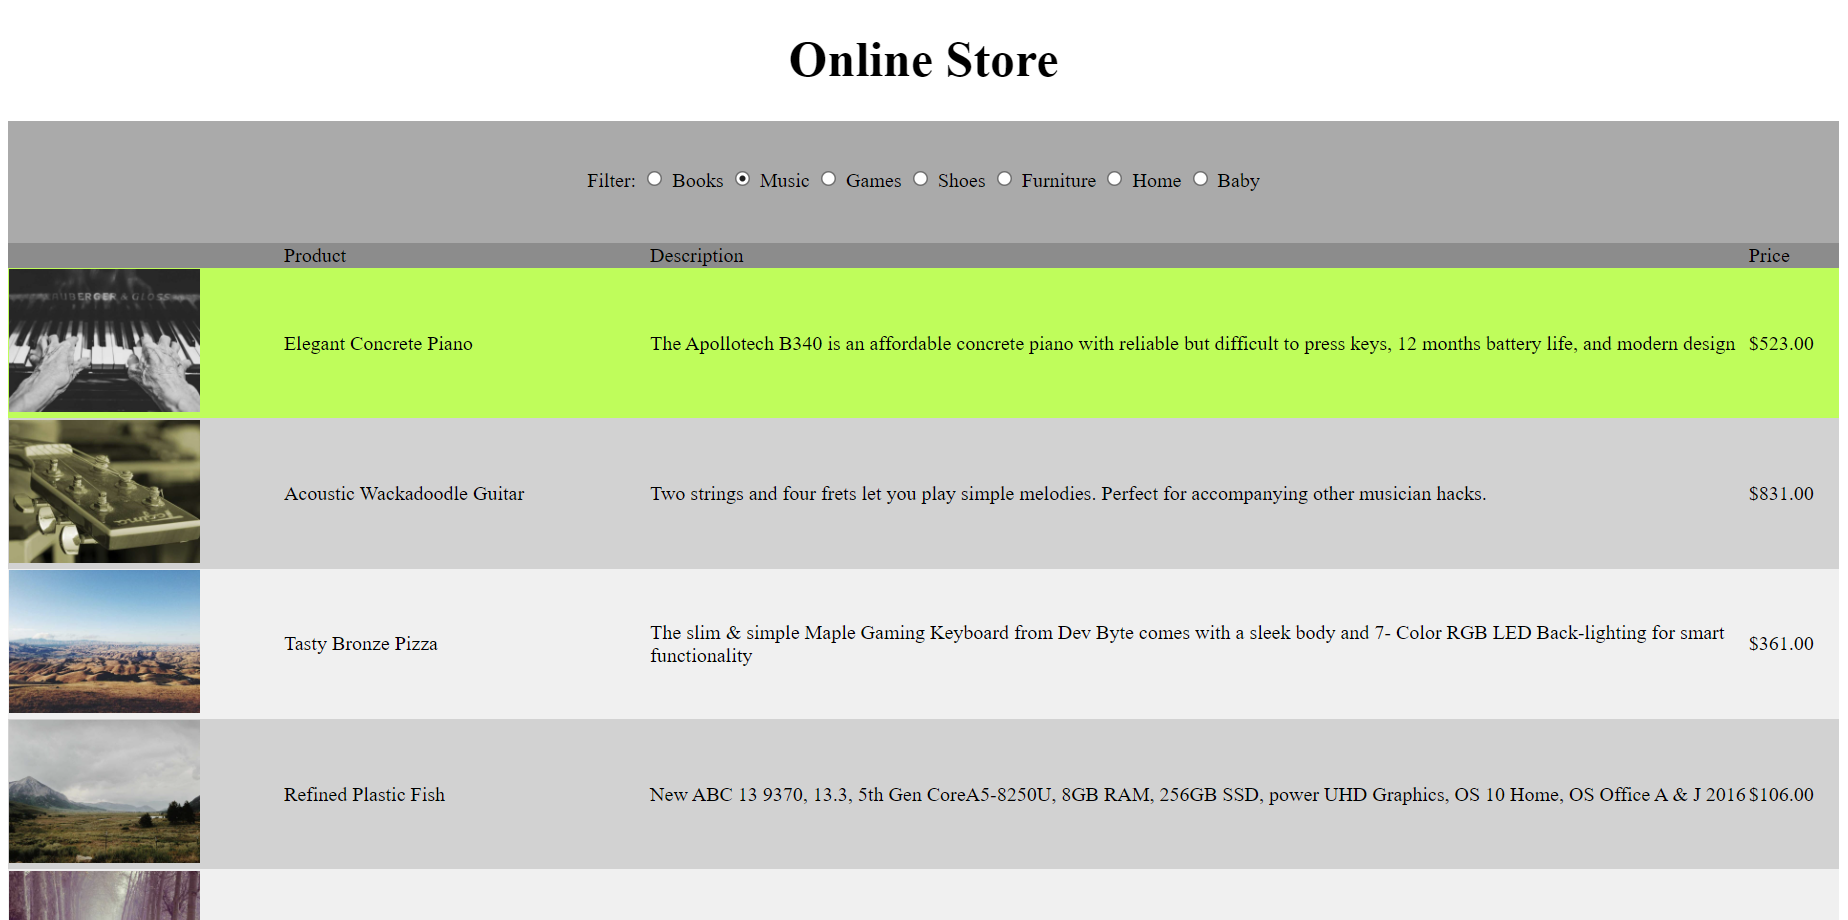 Online Store
Filter: Books Music Games Shoes Furniture Home Baby
Product Description Price
Elegant Concrete Piano The Apollotech B340 is an affordable concrete piano with reliable but difficult to press keys, 12 months battery life, and modern design $523.00
Acoustic Wackadoodle Guitar Two strings and four frets let you play simple melodies. Perfect for accompanying other musician hacks. $831.00
Tasty Bronze Pizza The slim & simple Maple Gaming Keyboard from Dev Byte comes with a sleek body and 7- Color RGB LED Back-lighting for smart
functionality $361.00
Refined Plastic Fish New ABC 13 9370, 13.3, 5th Gen CoreA5-8250U, 8GB RAM, 256GB SSD, power UHD Graphics, OS 10 Home, OS Office A & J 2016 $106.00